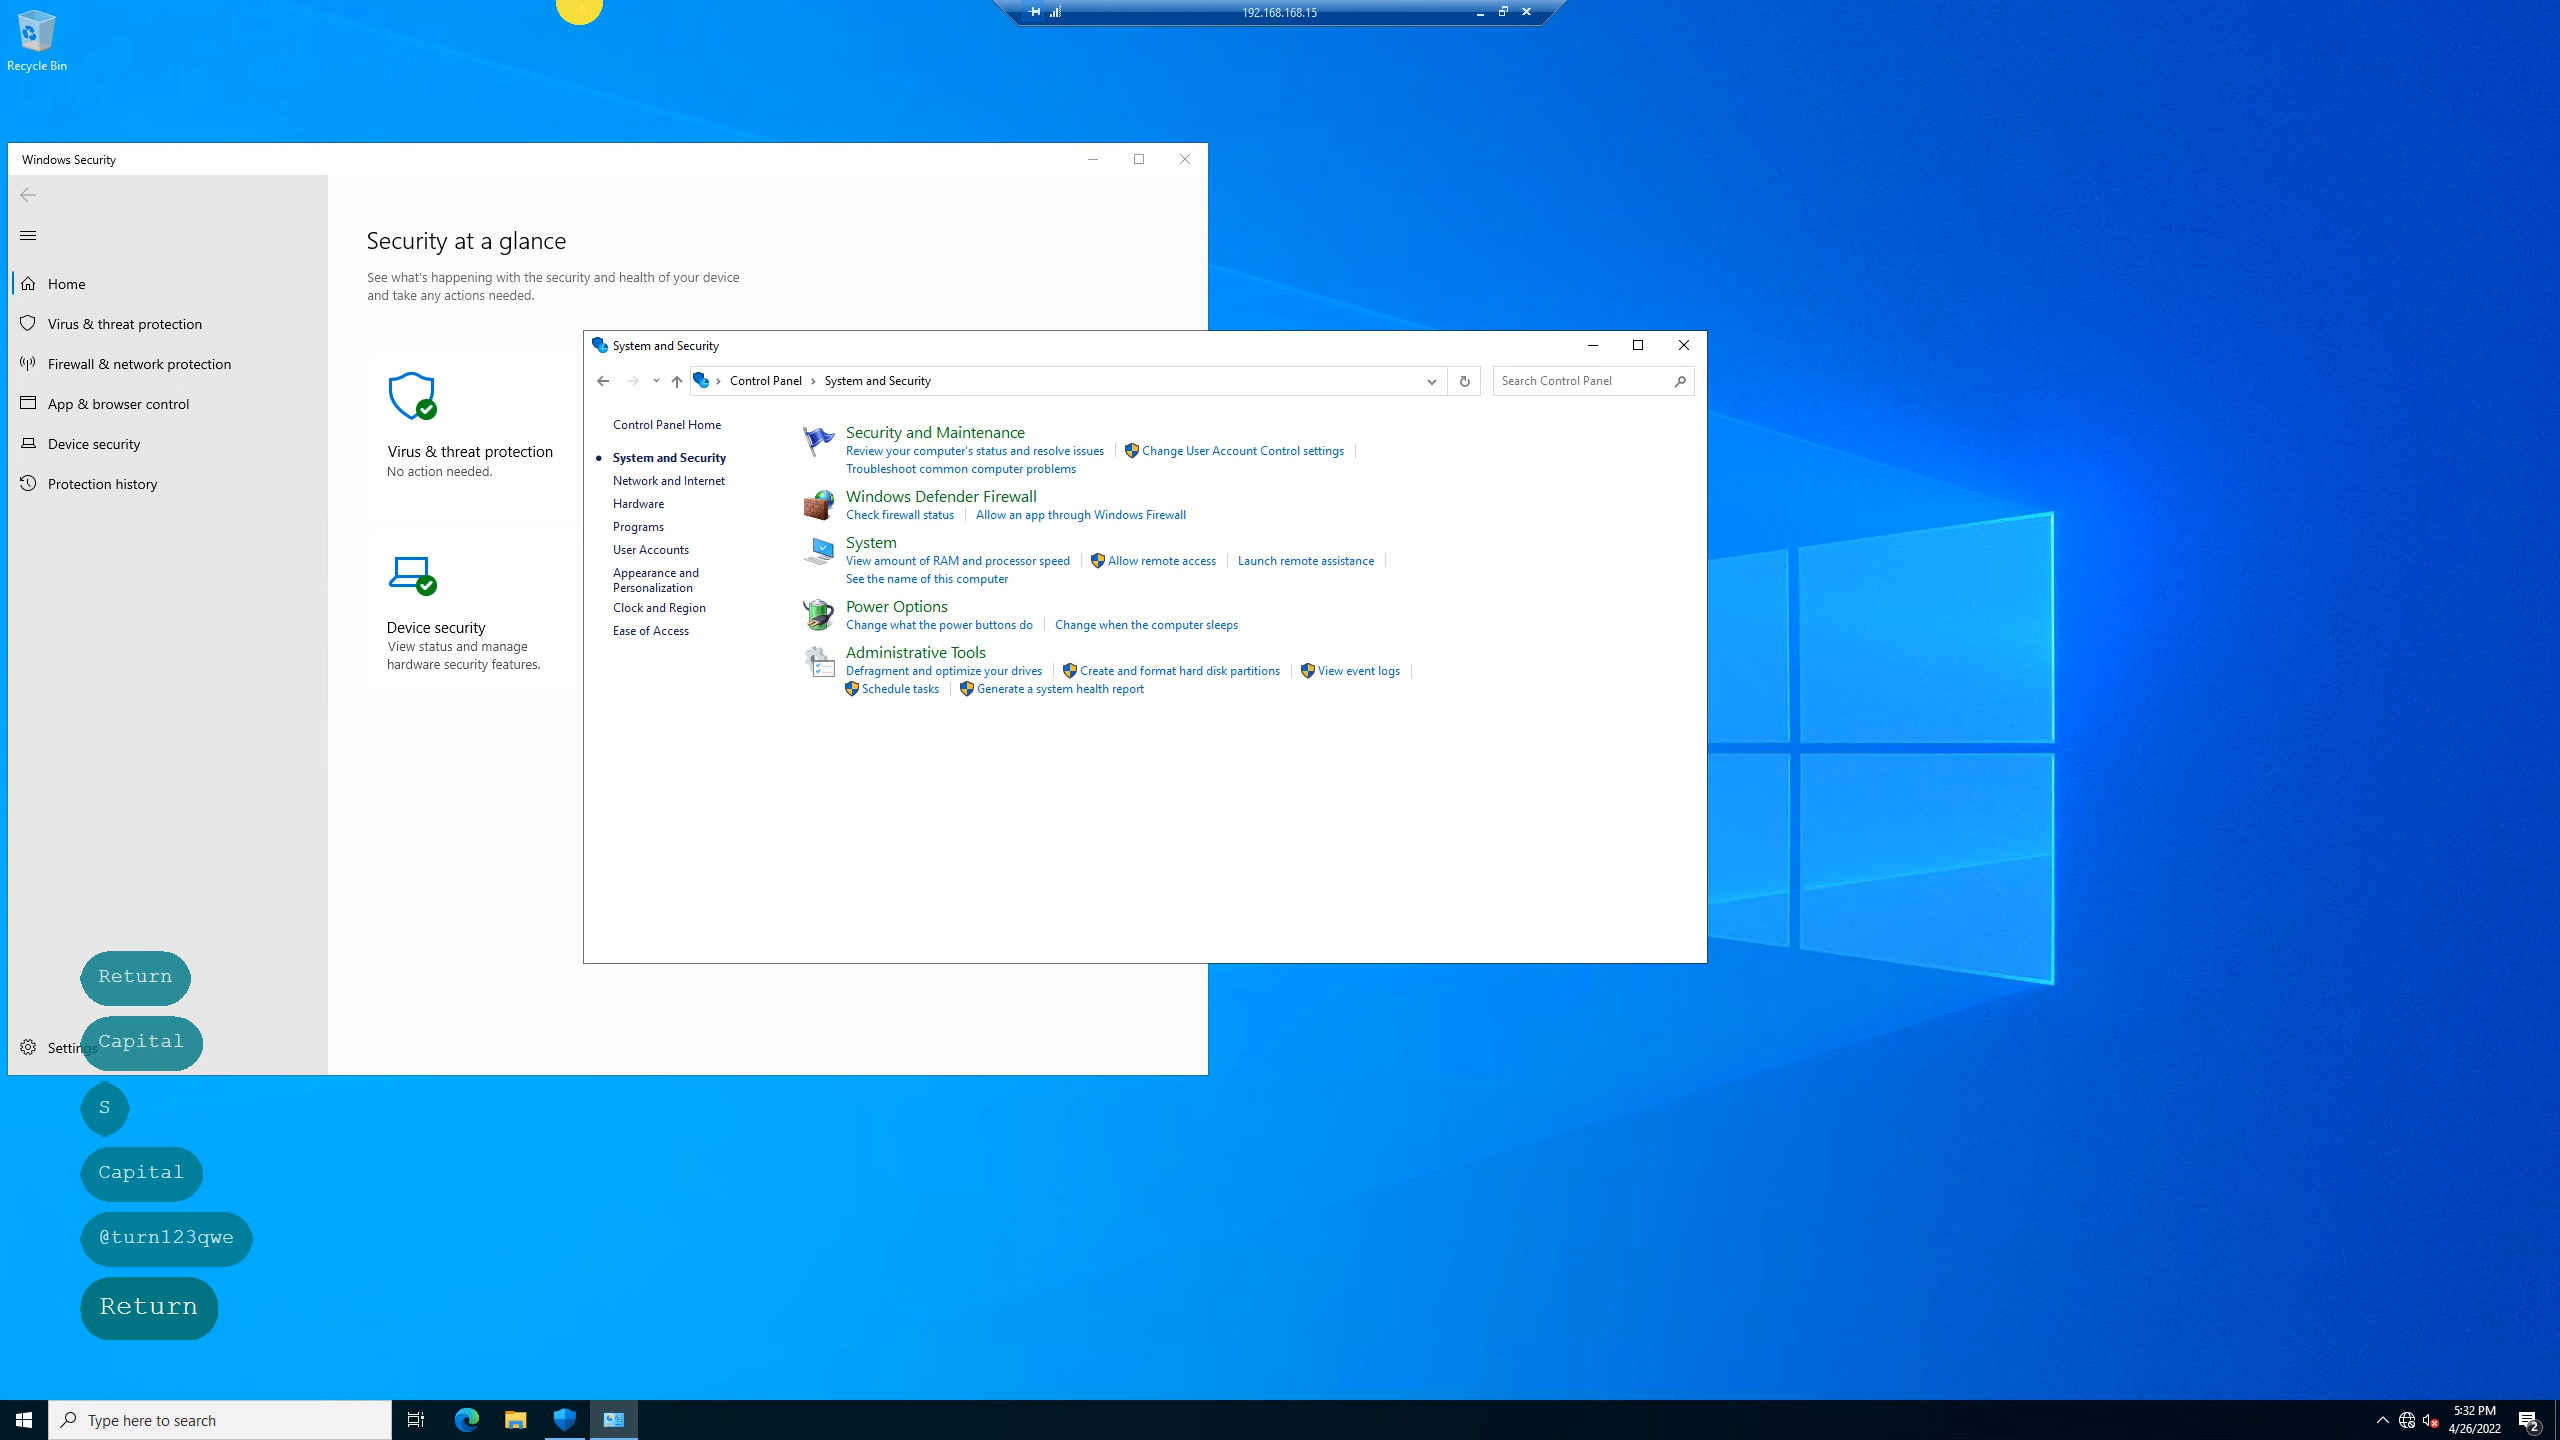 192.168.168.15
Recycle Bin
Windows Security
Home
Virus & threat protection
Firewall & network protection
App & browser control
Device security
Protection history
Settings
Security at a glance
See what's happening with the security and health of your device
and take any actions needed.
Virus & threat protection
No action needed.
Device security
View status and manage
hardware security features.
System and Security
Control Panel System and Security
Search Control Panel
Control Panel Home
System and Security
Network and Internet
Hardware
Programs
User Accounts
Appearance and
Personalization
Clock and Region
Ease of Access
Security and Maintenance
Review your computer's status and resolve issues Change User Account Control settings
Troubleshoot common computer problems
Windows Defender Firewall
Check firewall status Allow an app through Windows Firewall
System
View amount of RAM and processor speed Allow remote access Launch remote assistance
See the name of this computer
Power Options
Change what the power buttons do Change when the computer sleeps
Administrative Tools
Defragment and optimize your drives Create and format hard disk partitions View event logs
Schedule tasks Generate a system health report
Return
Capital
S
Capital
@turn123qwe
Return
Type here to search
5:32 PM
4/26/2022
2